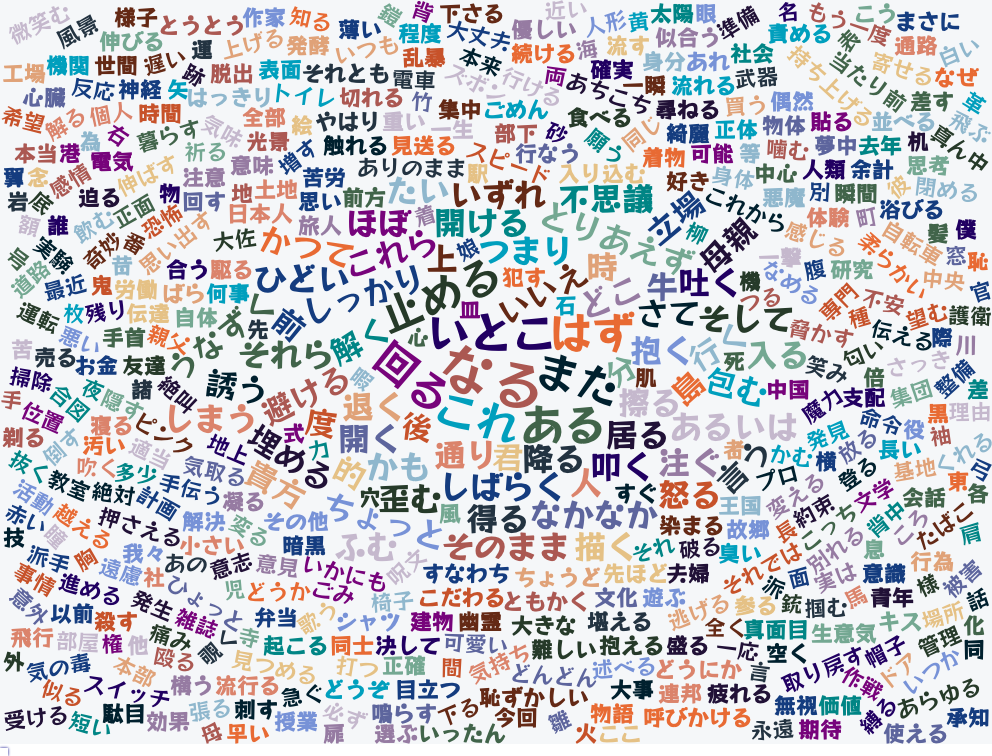 微笑む
風景
様子
とうとう
作家
知る
鎧
背
下さる
近い
人形
黄
太陽
眼
名
もう
こう
まさに
伸びる
運
上げる
発酵
いつも
薄い
程度
大丈夫
優しい
続ける
海
流す
似合う
準備
責める
一度
通路
白い
工場
機関
世間
遅い
跡
脱出
表面
それとも
電車
乱暴
本来
行ける
両
あちこち
確実
一瞬
身分
あれ
社会
流れる
武器
持ち上げる
当たり前
寄せる
なぜ
心臓
反応
神経
矢
はっきり
トイレ
切れる
竹
集中
ごめん
食べる
尋ねる
買う
偶然
差す
革
飛ぶ
希望
解る
個人
時間
全部
絵
やはり
重い
一生
部下
砂
願う
同じ
綺麗
正体
物体
貼る
並べる
机
真ん中
本当
港
為
右
暮らす
気味
光景
触れる
見送る
スピード
行なう
着物
可能
等
噛む
夢中
去年
翼
念
電気
祈る
意味
増す
ありのまま
駅
入り込む
好き
身体
中心
人類
余計
思考
岩
底
感情
迫る
伸ばす
物
注意
回す
地
土地
苦労
思い
前方
たい
いずれ
不思議
悪魔
別
瞬間
彼
閉める
額
誰
飲む
正面
恐怖
日本人
旅人
ほぼ
着
開ける
とりあえず
立場
柳
これから
体験
町
浴びる
髪
僕
実験
奇妙
番
思い出す
大佐
かつて
これら
上
娘
つまり
母親
感じる
柔らかい
自転車
窓
恥
道路
最近
鬼
昔
労働
合う
駆る
ひどい
しっかり
止める
犯す
いいえ
時
どこ
牛
吐く
機
一撃
なめる
腹
研究
中央
官
運転
枚
残り
伝達
ばら
何事
自体
先
前
皿
石
さて
そして
つる
脅かす
専門
種
不安
望む
護衛
苦
悪い
手首
親父
それら
解く
心
いとこ
はず
抱く
行く
死
入る
笑み
匂い
伝える
際
川
売る
お金
友達
誘う
避ける
暇
回る
なる
また
肌
島
包む
中国
倍
さっき
掃除
合図
夜
隠す
諸
絶叫
しまう
度
退く
後
これ
ある
擦る
居る
あるいは
魔力
支配
集団
整備
差
手
位置
寝る
ピンク
地上
埋める
式
力
開く
通り
君
降る
叩く
注ぐ
者
言う
かむ
発見
命令
役
黒
理由
剃る
汚い
適当
気取る
貴方
的
かも
しばらく
人
すぐ
怒る
プロ
横
放る
長い
袖
抜く
吹く
多少
手伝う
凝る
穴
歪む
風
得る
なかなか
染まる
王国
変える
登る
基地
くれる
弓
活動
教室
絶対
計画
解決
変る
その他
ちょっと
そのまま
描く
それ
破る
故郷
長
約束
こっち
文学
背中
会話
東
各
赤い
越える
瞳
押さえる
小さい
暗黒
ふむ
臭い
それでは
別れる
ころ
たばこ
肩
技
派手
胸
我々
あの
意志
意見
いかにも
呪文
すなわち
ちょうど
先ほど
夫婦
派
面
実は
息
意識
行為
事情
進める
遠慮
社
ひょっと
児
どうか
ごみ
椅子
こだわる
ともかく
文化
遊ぶ
逃げる
参る
銃
掴む
馬
青年
様
被害
意外
以前
殺す
発生
雑誌
寺
弁当
歌う
シャツ
建物
幽霊
大きな
堪える
全く
真面目
生意気
キス
場所
話
化
飛行
部屋
権
他
痛み
起こる
同士
決して
可愛い
難しい
抱える
盛る
一応
空く
取り戻す
帽子
管理
同
外
気の毒
本部
殴る
見つめる
打つ
正確
間
気持ち
どんどん
述べる
どうにか
言
作戦
ドア
いつか
似る
スイッチ
構う
流行る
急ぐ
どうぞ
目立つ
恥ずかしい
大事
連邦
疲れる
無視
価値
縛る
あらゆる
受ける
短い
駄目
効果
張る
刺す
授業
必ず
鳴らす
下る
今回
雛
物語
呼びかける
永遠
期待
使える
承知
母
早い
扉
選ぶ
いったん
火
ここ